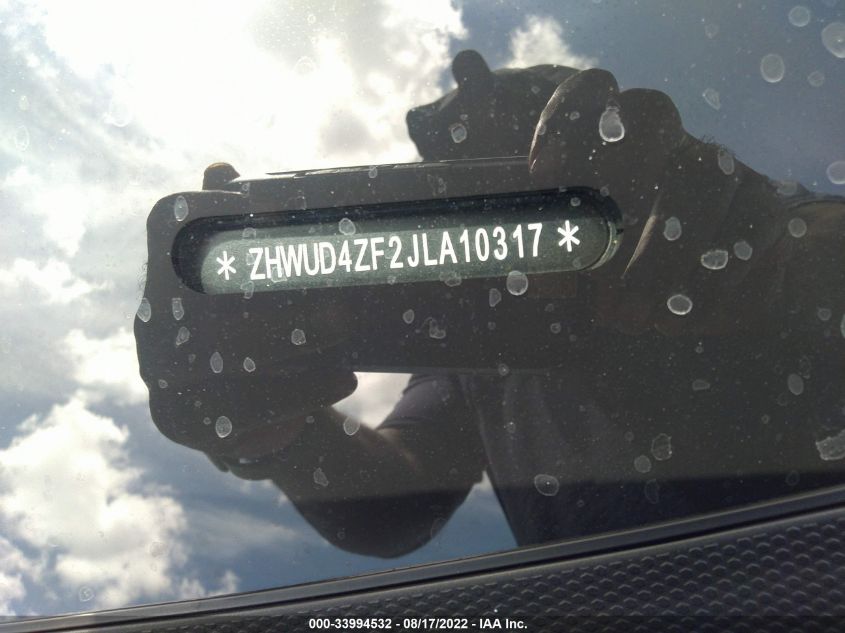 * ZHWUD4ZF2JLA10317 *
000-33994532 - 08/17/2022 - IAA Inc.